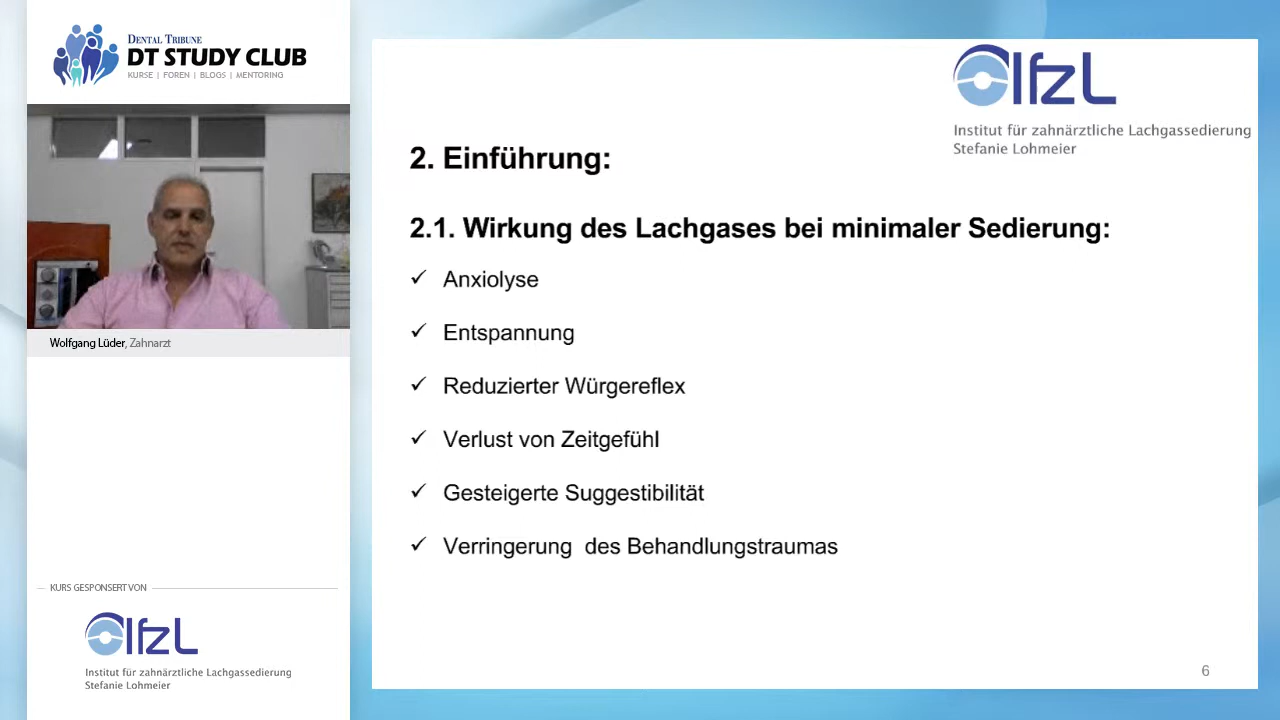 DENTAL TRIBUNE
DT STUDY CLUB
KURSE | FOREN | BLOGS | MENTORING
Wolfgang Lüder, Zahnarzt
KURS GESPONSERT VON
IfzL
Institut für zahnärztliche Lachgassedierung
Stefanie Lohmeier
IfzL
Institut für zahnärztliche Lachgassedierung
Stefanie Lohmeier
2. Einführung:
2.1. Wirkung des Lachgases bei minimaler Sedierung:
✓ Anxiolyse
✓ Entspannung
✓ Reduzierter Würgereflex
✓ Verlust von Zeitgefühl
✓ Gesteigerte Suggestibilität
✓ Verringerung  des Behandlungstraumas
6